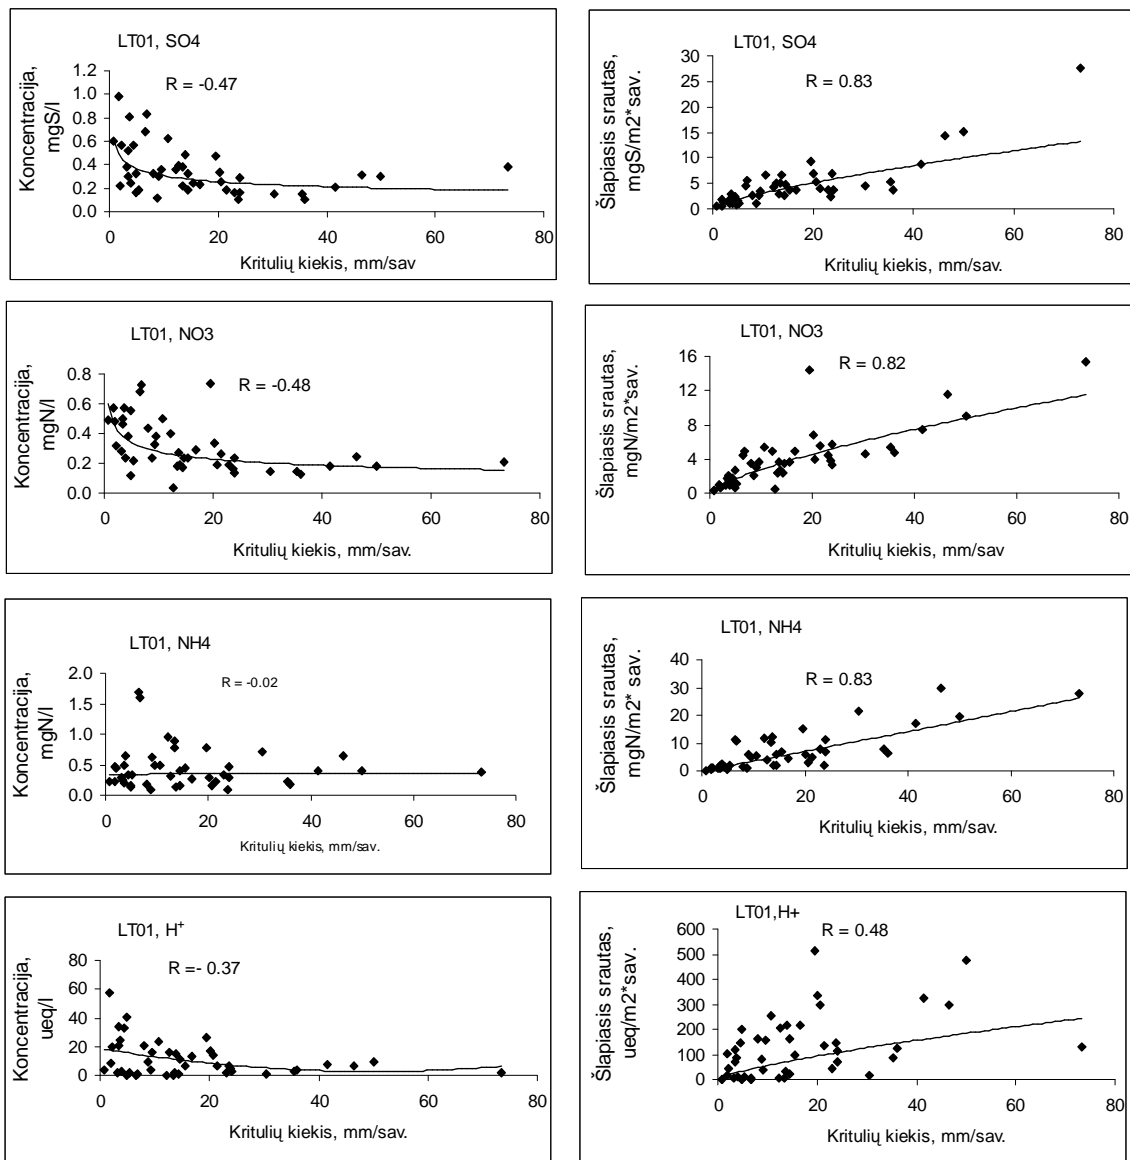 LT01, SO4
R = -0.47
Koncentracija,
mgS/l
1.2
1.0
0.8
0.6
0.4
0.2
0.0
0 20 40 60 80
Kritulių kiekis, mm/sav
LT01, SO4
R = 0.83
Šlapiasis srautas,
mgS/m2*sav.
30
25
20
15
10
5
0
0 20 40 60 80
Kritulių kiekis, mm/sav.
LT01, NO3
R = -0.48
Koncentracija,
mgN/l
0.8
0.6
0.4
0.2
0.0
0 20 40 60 80
Kritulių kiekis, mm/sav.
LT01, NO3
R = 0.82
Šlapiasis srautas,
mgN/m2*sav.
16
12
8
4
0
0 20 40 60 80
Kritulių kiekis, mm/sav
LT01, NH4
R = -0.02
Koncentracija,
mgN/l
2.0
1.5
1.0
0.5
0.0
0 20 40 60 80
Kritulių kiekis, mm/sav.
LT01, NH4
R = 0.83
Šlapiasis srautas,
mgN/m2* sav.
40
30
20
10
0
0 20 40 60 80
Kritulių kiekis, mm/sav.
LT01, H⁺
R =- 0.37
Koncentracija,
ueq/l
80
60
40
20
0
0 20 40 60 80
Kritulių kiekis, mm/sav.
LT01,H+
R = 0.48
Šlapiasis srautas,
ueq/m2*sav.
600
500
400
300
200
100
0
0 20 40 60 80
Kritulių kiekis, mm/sav.